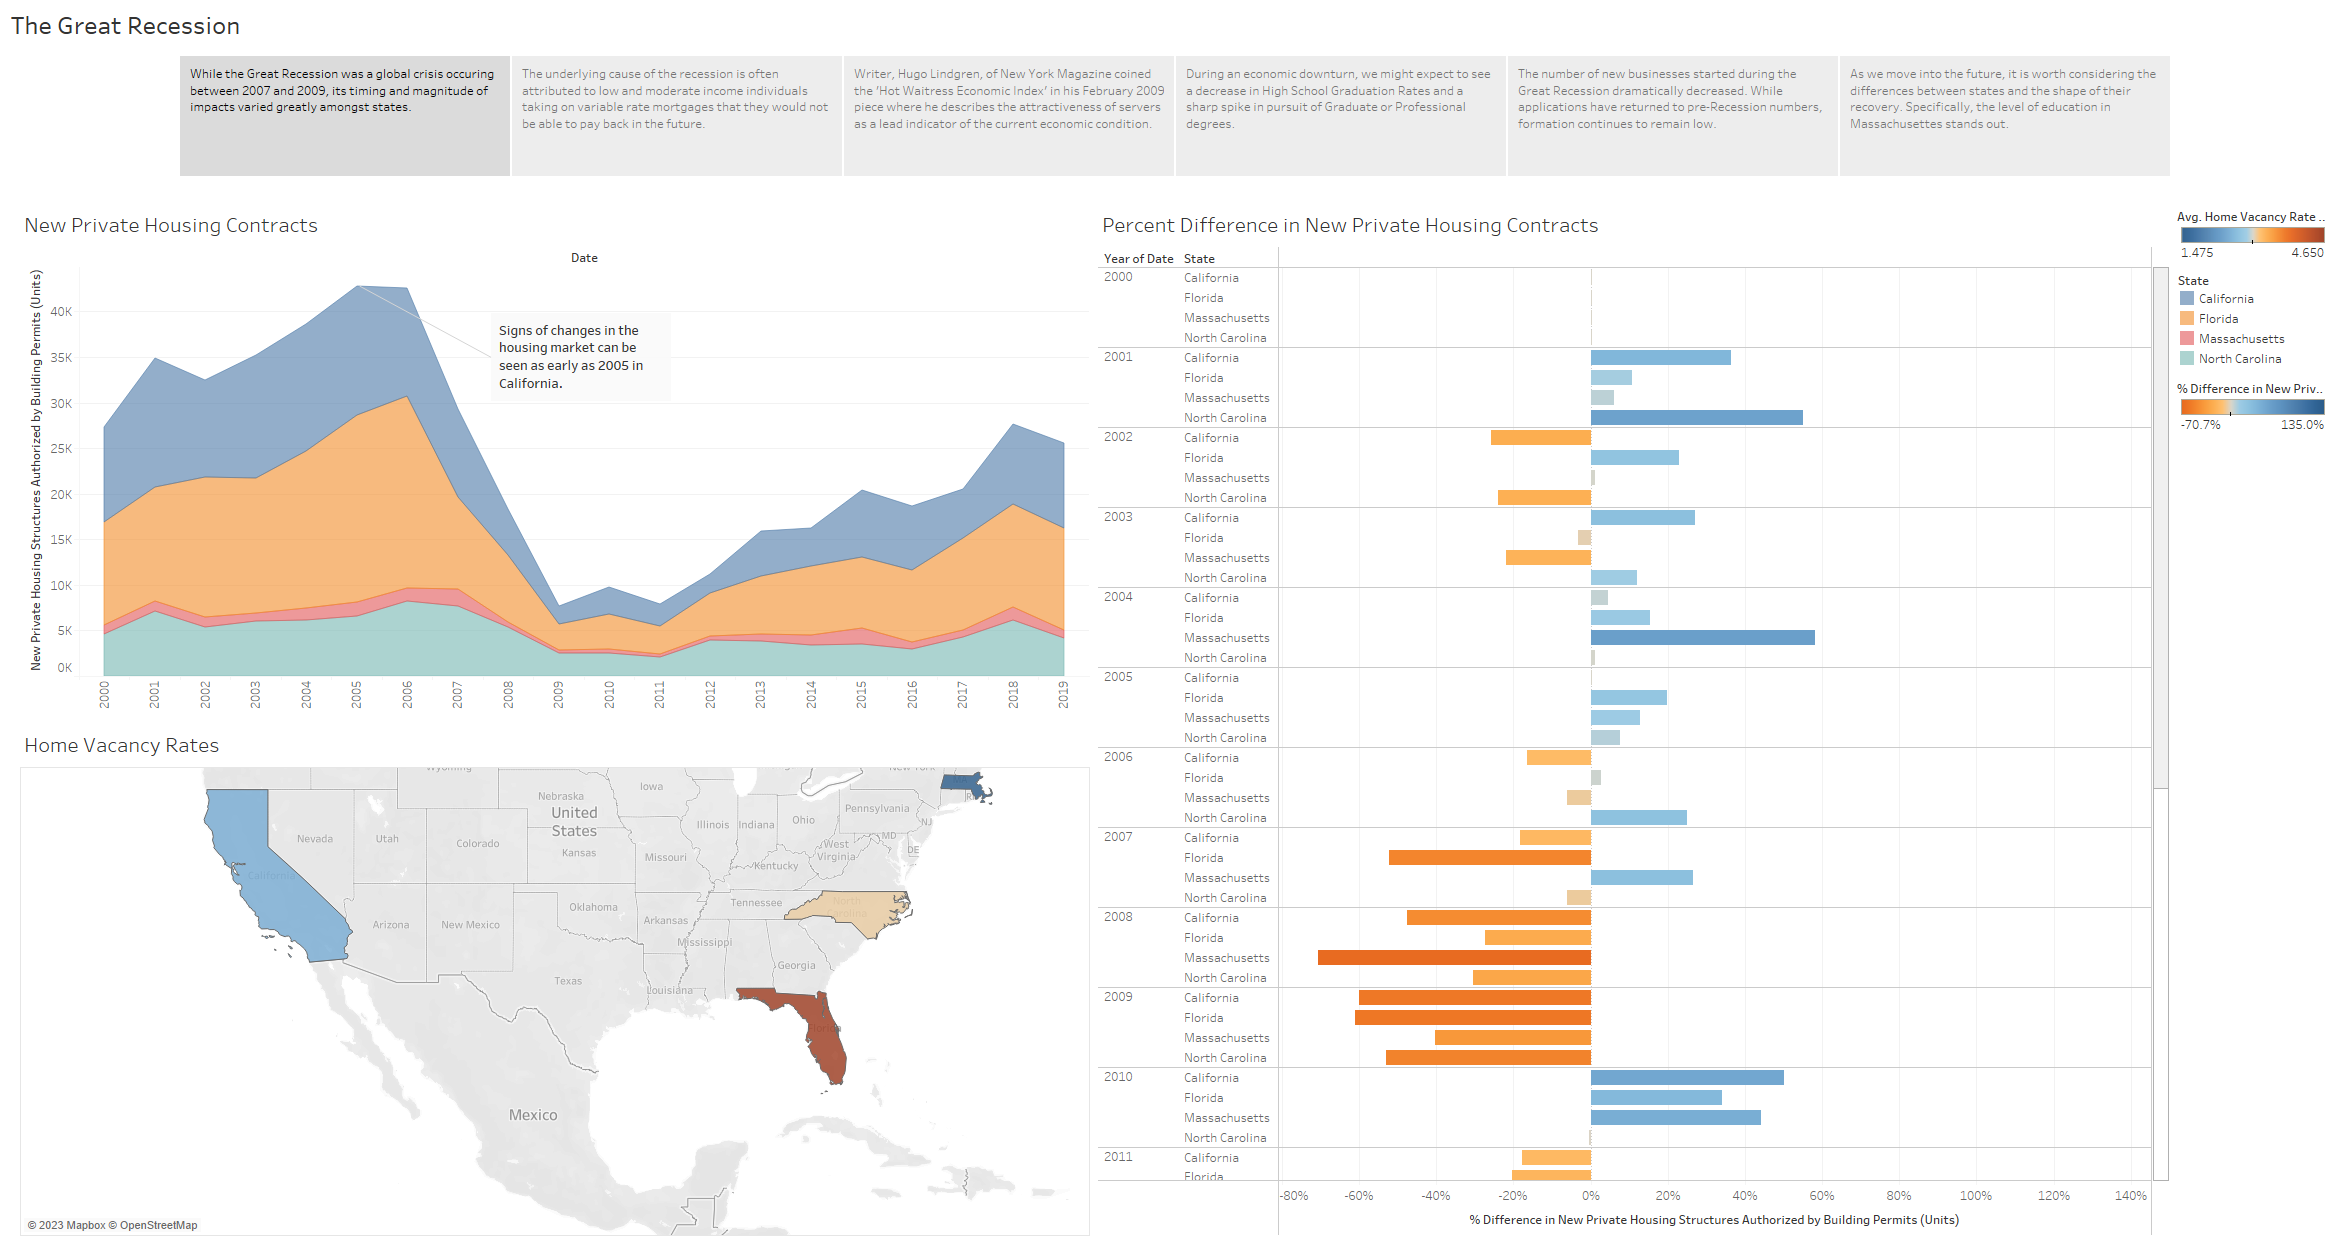 The Great Recession
While the Great Recession was a global crisis occuring
between 2007 and 2009, its timing and magnitude of
impacts varied greatly amongst states.
The underlying cause of the recession is often
attributed to low and moderate income individuals
taking on variable rate mortgages that they would not
be able to pay back in the future.
Writer, Hugo Lindgren, of New York Magazine coined
the 'Hot Waitress Economic Index' in his February 2009
piece where he describes the attractiveness of servers
as a lead indicator of the current economic condition.
During an economic downturn, we might expect to see
a decrease in High School Graduation Rates and a
sharp spike in pursuit of Graduate or Professional
degrees.
The number of new businesses started during the
Great Recession dramatically decreased. While
applications have returned to pre-Recession numbers,
formation continues to remain low.
As we move into the future, it is worth considering the
differences between states and the shape of their
recovery. Specifically, the level of education in
Massachusettes stands out.
New Private Housing Contracts
Date
New Private Housing Structures Authorized by Building Permits (Units)
40K
35K
30K
25K
20K
15K
10K
5K
0K
Signs of changes in the
housing market can be
seen as early as 2005 in
California.
2000
2001
2002
2003
2004
2005
2006
2007
2008
2009
2010
2011
2012
2013
2014
2015
2016
2017
2018
2019
Home Vacancy Rates
Wyoming
New York
Nebraska
Iowa
United
States
Pennsylvania
Nevada
Utah
Colorado
Illinois
Indiana
Ohio
NJ
MD
Kansas
Missouri
West
Virginia
DE
Kentucky
California
Oklahoma
Tennessee
North
Carolina
Arizona
New Mexico
Arkansas
Mississippi
Georgia
Texas
Louisiana
Florida
Mexico
© 2023 Mapbox © OpenStreetMap
Percent Difference in New Private Housing Contracts
Year of Date State
2000 California
Florida
Massachusetts
North Carolina
2001 California
Florida
Massachusetts
North Carolina
2002 California
Florida
Massachusetts
North Carolina
2003 California
Florida
Massachusetts
North Carolina
2004 California
Florida
Massachusetts
North Carolina
2005 California
Florida
Massachusetts
North Carolina
2006 California
Florida
Massachusetts
North Carolina
2007 California
Florida
Massachusetts
North Carolina
2008 California
Florida
Massachusetts
North Carolina
2009 California
Florida
Massachusetts
North Carolina
2010 California
Florida
Massachusetts
North Carolina
2011 California
Florida
-80% -60% -40% -20% 0% 20% 40% 60% 80% 100% 120% 140%
% Difference in New Private Housing Structures Authorized by Building Permits (Units)
Avg. Home Vacancy Rate ..
1.475 4.650
State
California
Florida
Massachusetts
North Carolina
% Difference in New Priv..
-70.7% 135.0%